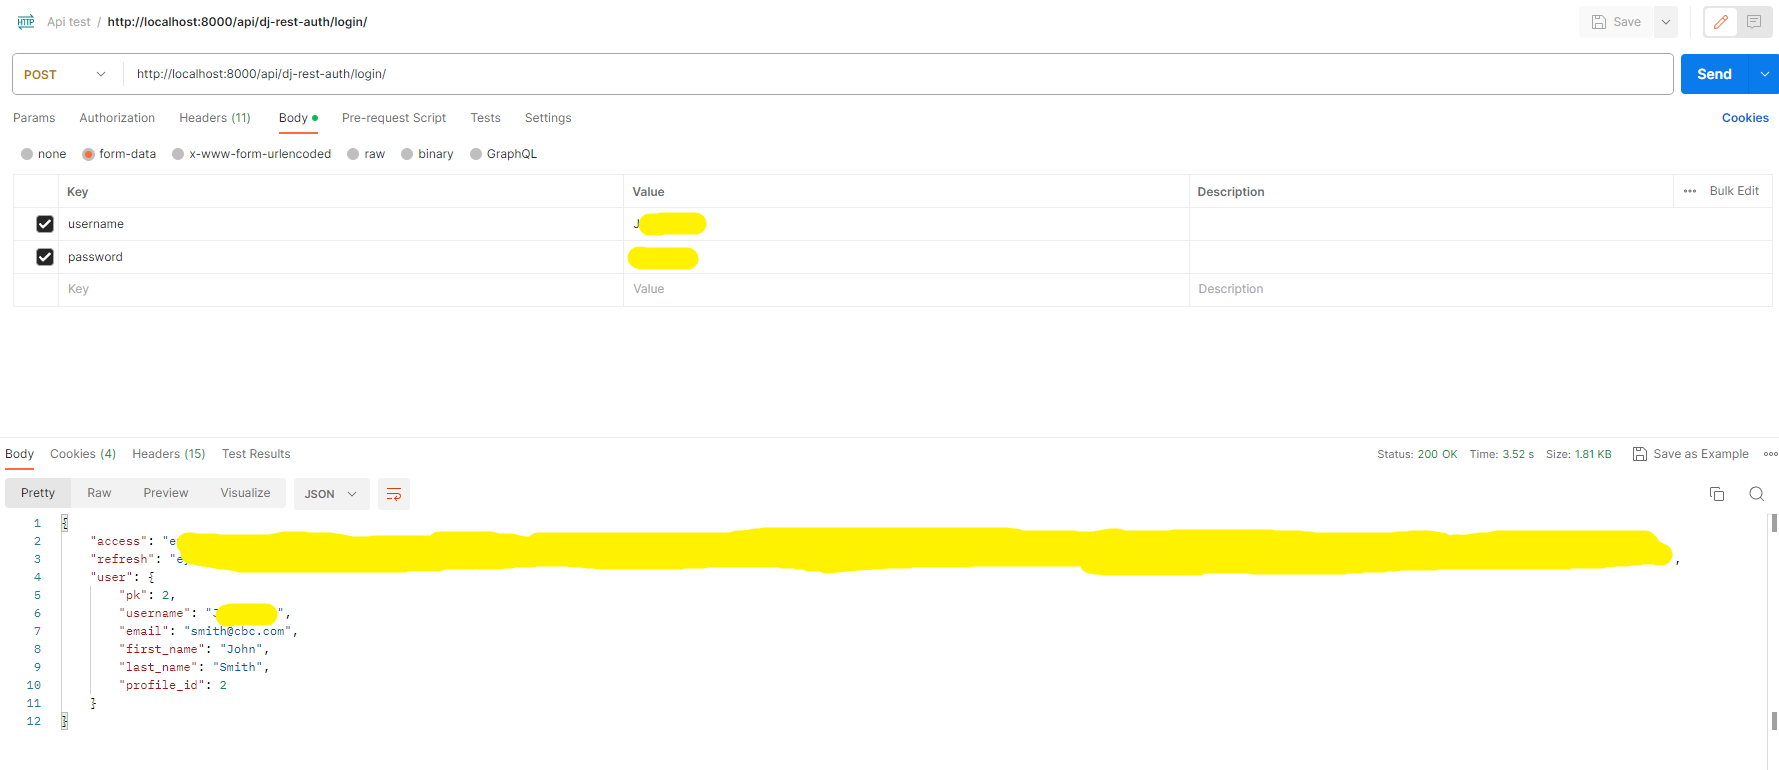 HTTP Api test / http://localhost:8000/api/dj-rest-auth/login/ Save
POST http://localhost:8000/api/dj-rest-auth/login/ Send
Params Authorization Headers (11) Body Pre-request Script Tests Settings Cookies
none form-data x-www-form-urlencoded raw binary GraphQL
Key Value Description ••• Bulk Edit
username J
password
Key Value Description
Body Cookies (4) Headers (15) Test Results Status: 200 OK Time: 3.52 s Size: 1.81 KB Save as Example •••
Pretty Raw Preview Visualize JSON
1 {
2 "access": "e
3 "refresh": "e ,
4 "user": {
5 "pk": 2,
6 "username": "J ",
7 "email": "smith@cbc.com",
8 "first_name": "John",
9 "last_name": "Smith",
10 "profile_id": 2
11 }
12 }